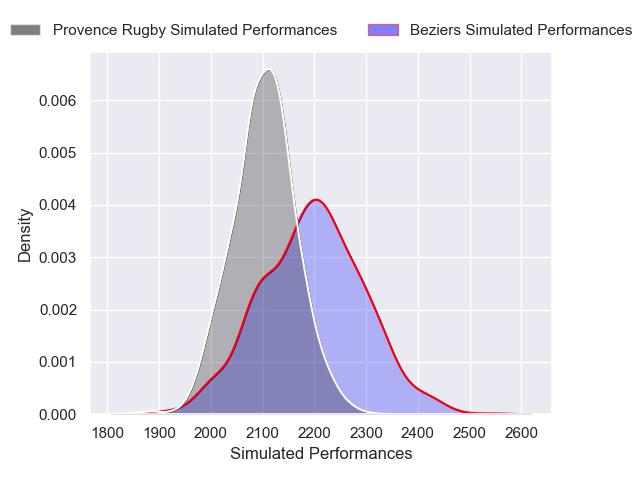 Provence Rugby Simulated Performances
Beziers Simulated Performances
Density
0.006
0.005
0.004
0.003
0.002
0.001
0.000
1800 1900 2000 2100 2200 2300 2400 2500 2600
Simulated Performances